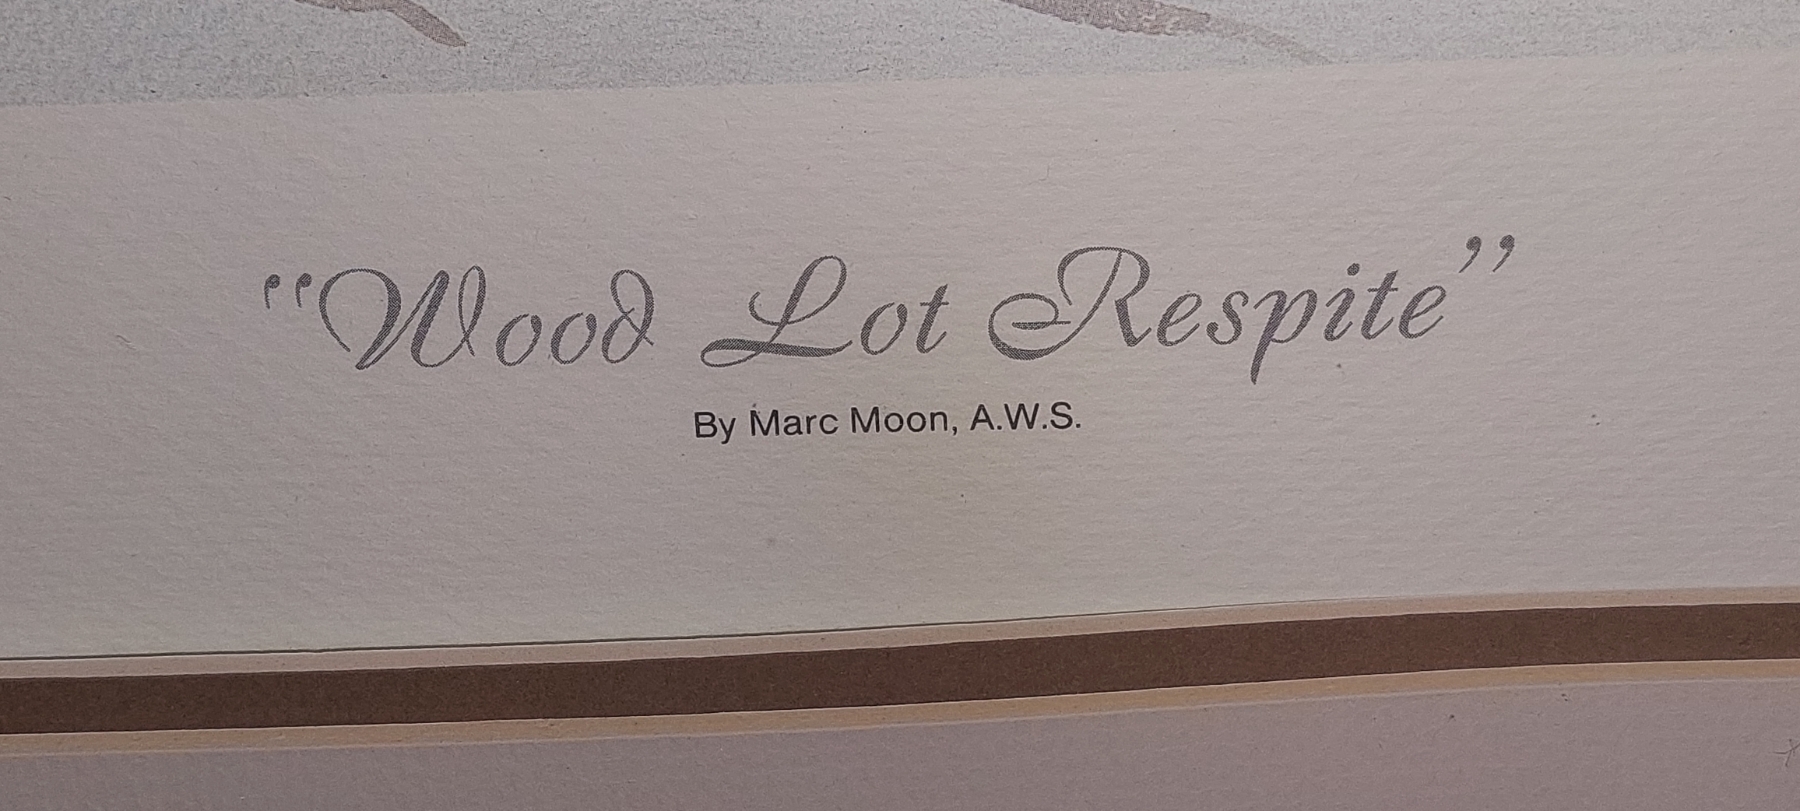 “Wood Lot Respite”
By Marc Moon, A.W.S.